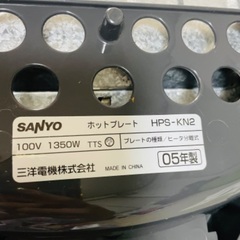 SANYO ホットプレート HPS-KN2
100V 1350W TTS
プレートの種類/ヒータ分離式
三洋電機株式会社 MADE IN CHINA 05年製